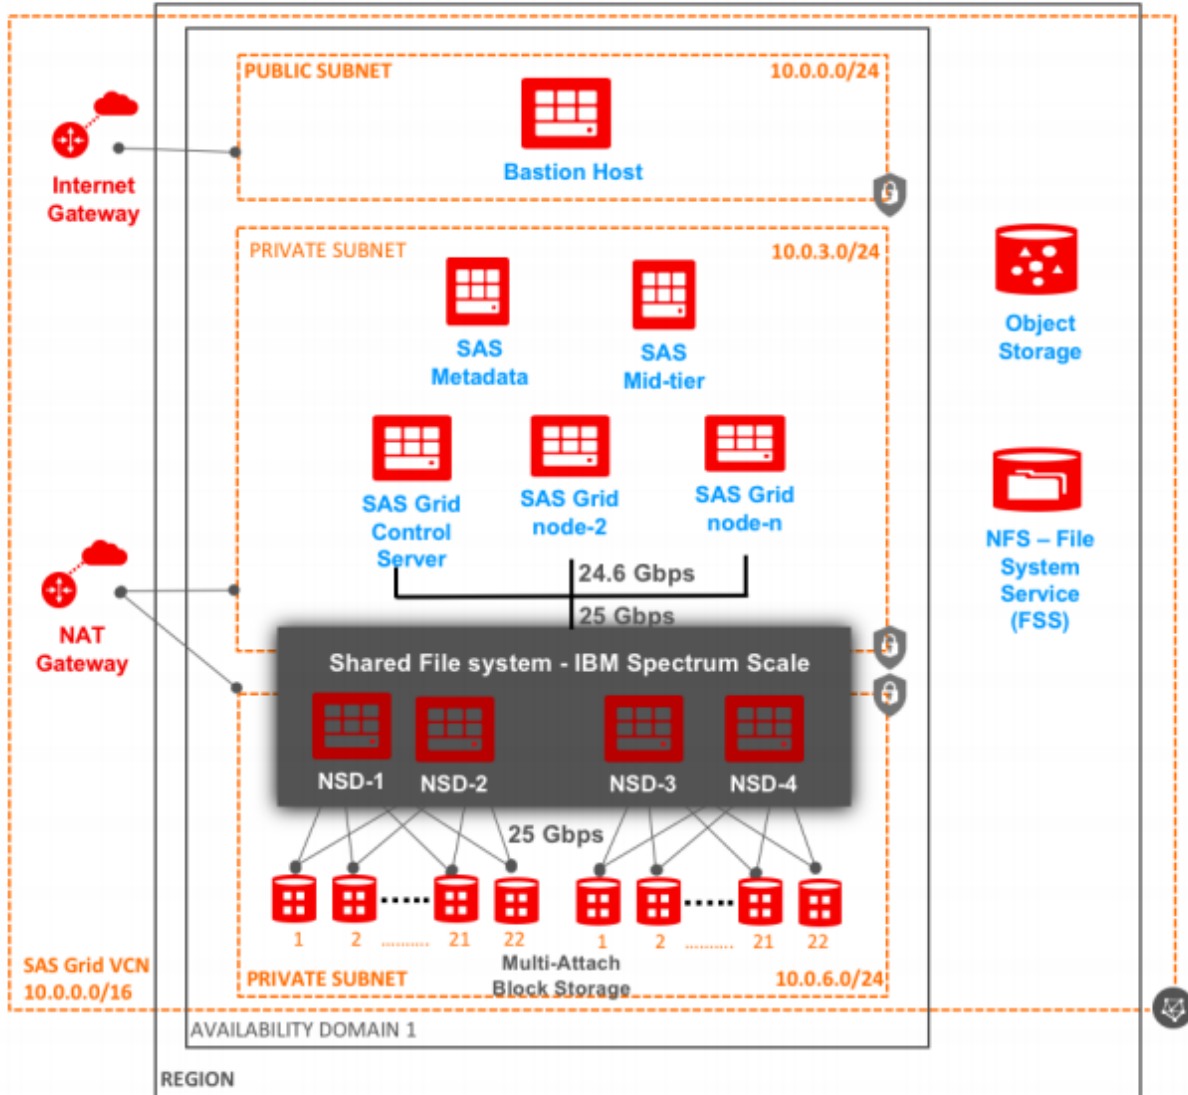 PUBLIC SUBNET
10.0.0.0/24
Bastion Host
Internet
Gateway
PRIVATE SUBNET
10.0.3.0/24
SAS
Metadata
SAS
Mid-tier
Object
Storage
SAS Grid
Control
Server
SAS Grid
node-2
SAS Grid
node-n
NFS – File
System
Service
(FSS)
24.6 Gbps
25 Gbps
NAT
Gateway
Shared File system - IBM Spectrum Scale
NSD-1
NSD-2
NSD-3
NSD-4
25 Gbps
1
2
..........
21
22
1
2
..........
21
22
Multi-Attach
Block Storage
SAS Grid VCN
10.0.0.0/16
PRIVATE SUBNET
10.0.6.0/24
AVAILABILITY DOMAIN 1
REGION